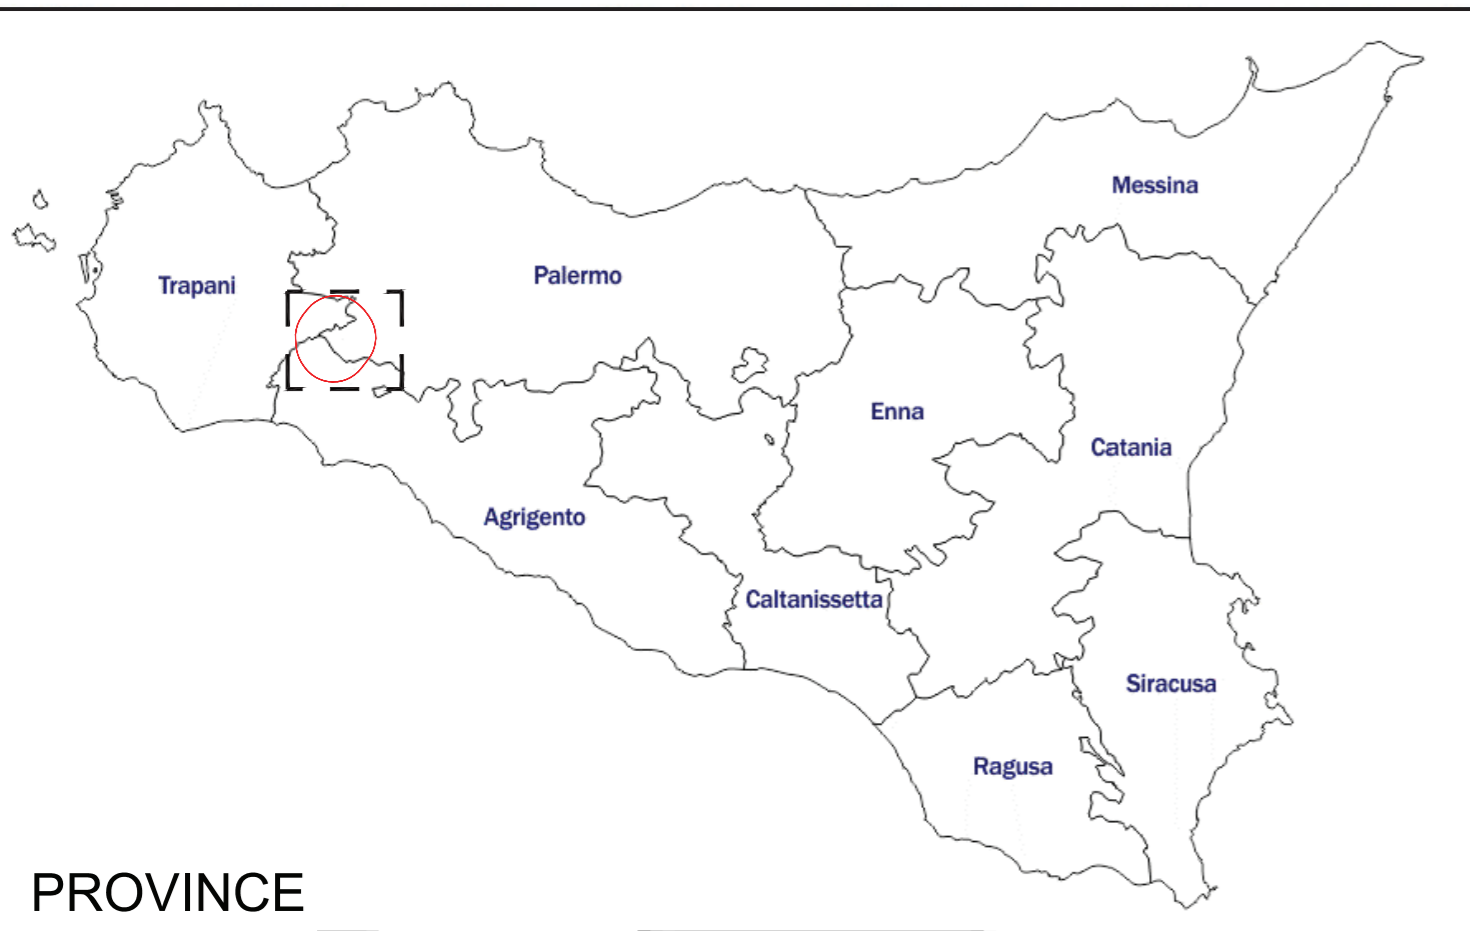 Messina
Palermo
Trapani
Enna
Catania
Agrigento
Caltanissetta
Siracusa
Ragusa
PROVINCE